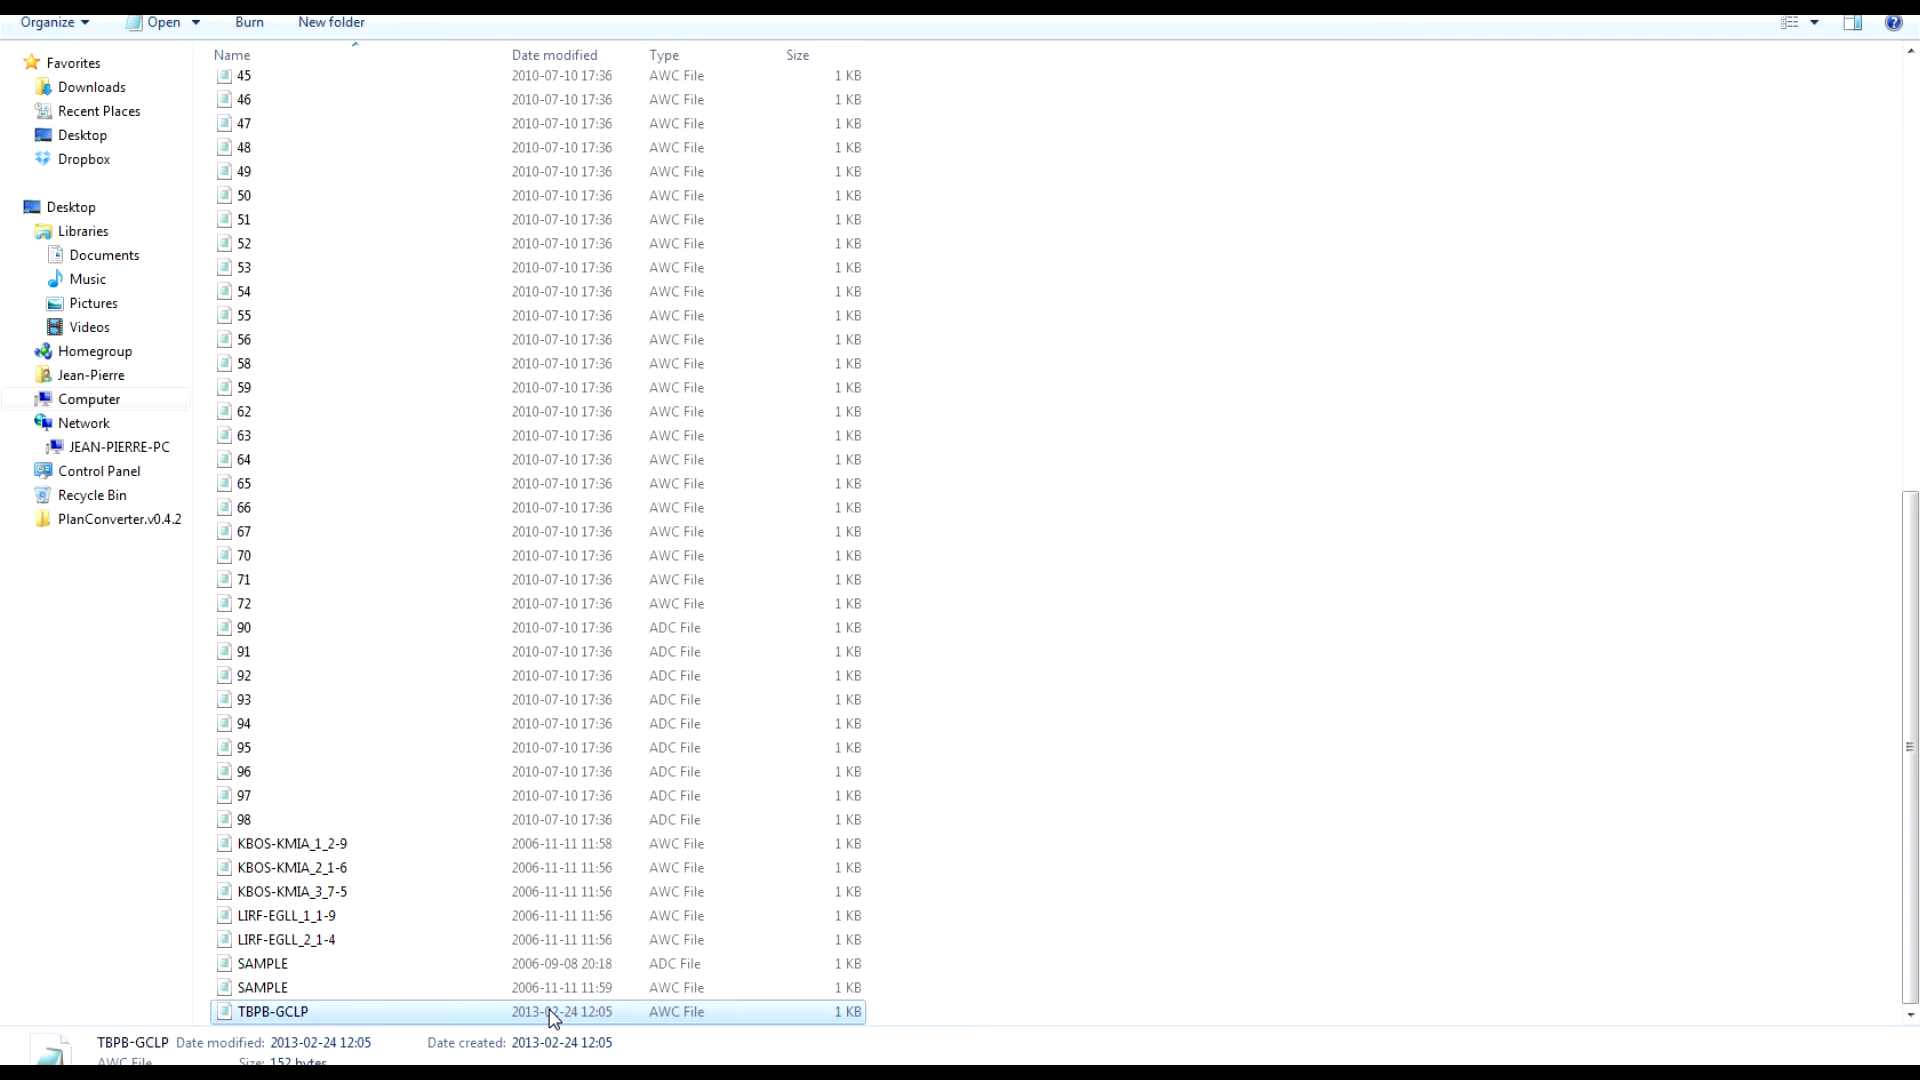 Organize Open Burn New folder
Favorites
Downloads
Recent Places
Desktop
Dropbox
Desktop
Libraries
Documents
Music
Pictures
Videos
Homegroup
Jean-Pierre
Computer
Network
JEAN-PIERRE-PC
Control Panel
Recycle Bin
PlanConverter.v0.4.2
Name Date modified Type Size
45 2010-07-10 17:36 AWC File 1 KB
46 2010-07-10 17:36 AWC File 1 KB
47 2010-07-10 17:36 AWC File 1 KB
48 2010-07-10 17:36 AWC File 1 KB
49 2010-07-10 17:36 AWC File 1 KB
50 2010-07-10 17:36 AWC File 1 KB
51 2010-07-10 17:36 AWC File 1 KB
52 2010-07-10 17:36 AWC File 1 KB
53 2010-07-10 17:36 AWC File 1 KB
54 2010-07-10 17:36 AWC File 1 KB
55 2010-07-10 17:36 AWC File 1 KB
56 2010-07-10 17:36 AWC File 1 KB
58 2010-07-10 17:36 AWC File 1 KB
59 2010-07-10 17:36 AWC File 1 KB
62 2010-07-10 17:36 AWC File 1 KB
63 2010-07-10 17:36 AWC File 1 KB
64 2010-07-10 17:36 AWC File 1 KB
65 2010-07-10 17:36 AWC File 1 KB
66 2010-07-10 17:36 AWC File 1 KB
67 2010-07-10 17:36 AWC File 1 KB
70 2010-07-10 17:36 AWC File 1 KB
71 2010-07-10 17:36 AWC File 1 KB
72 2010-07-10 17:36 AWC File 1 KB
90 2010-07-10 17:36 ADC File 1 KB
91 2010-07-10 17:36 ADC File 1 KB
92 2010-07-10 17:36 ADC File 1 KB
93 2010-07-10 17:36 ADC File 1 KB
94 2010-07-10 17:36 ADC File 1 KB
95 2010-07-10 17:36 ADC File 1 KB
96 2010-07-10 17:36 ADC File 1 KB
97 2010-07-10 17:36 ADC File 1 KB
98 2010-07-10 17:36 ADC File 1 KB
KBOS-KMIA_1_2-9 2006-11-11 11:58 AWC File 1 KB
KBOS-KMIA_2_1-6 2006-11-11 11:56 AWC File 1 KB
KBOS-KMIA_3_7-5 2006-11-11 11:56 AWC File 1 KB
LIRF-EGLL_1_1-9 2006-11-11 11:56 AWC File 1 KB
LIRF-EGLL_2_1-4 2006-11-11 11:56 AWC File 1 KB
SAMPLE 2006-09-08 20:18 ADC File 1 KB
SAMPLE 2006-11-11 11:59 AWC File 1 KB
TBPB-GCLP 2013-02-24 12:05 AWC File 1 KB
TBPB-GCLP Date modified: 2013-02-24 12:05 Date created: 2013-02-24 12:05
AWC File Size: 152 bytes